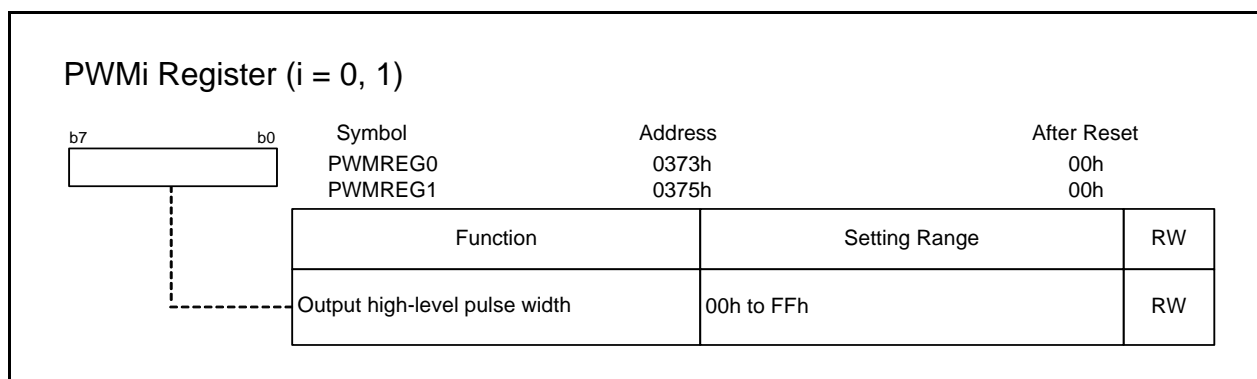 PWMi Register (i = 0, 1)
b7 b0 Symbol Address After Reset
PWMREG0 0373h 00h
PWMREG1 0375h 00h
Function Setting Range RW
Output high-level pulse width 00h to FFh RW